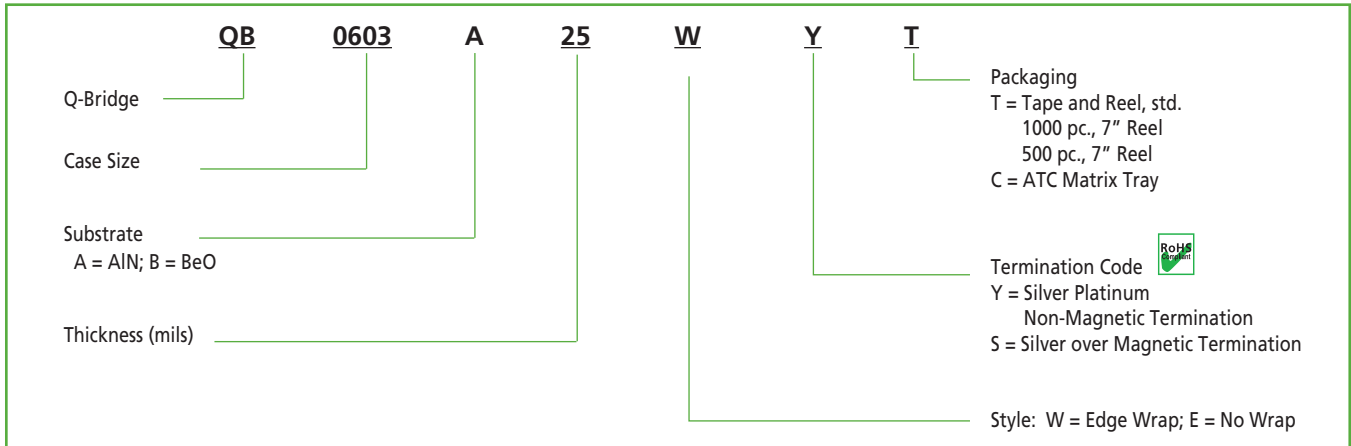 QB 0603 A 25 W Y T
Q-Bridge
Case Size
Substrate
A = AlN; B = BeO
Thickness (mils)
Packaging
T = Tape and Reel, std.
1000 pc., 7” Reel
500 pc., 7” Reel
C = ATC Matrix Tray
RoHS
Compliant
Termination Code
Y = Silver Platinum
Non-Magnetic Termination
S = Silver over Magnetic Termination
Style: W = Edge Wrap; E = No Wrap